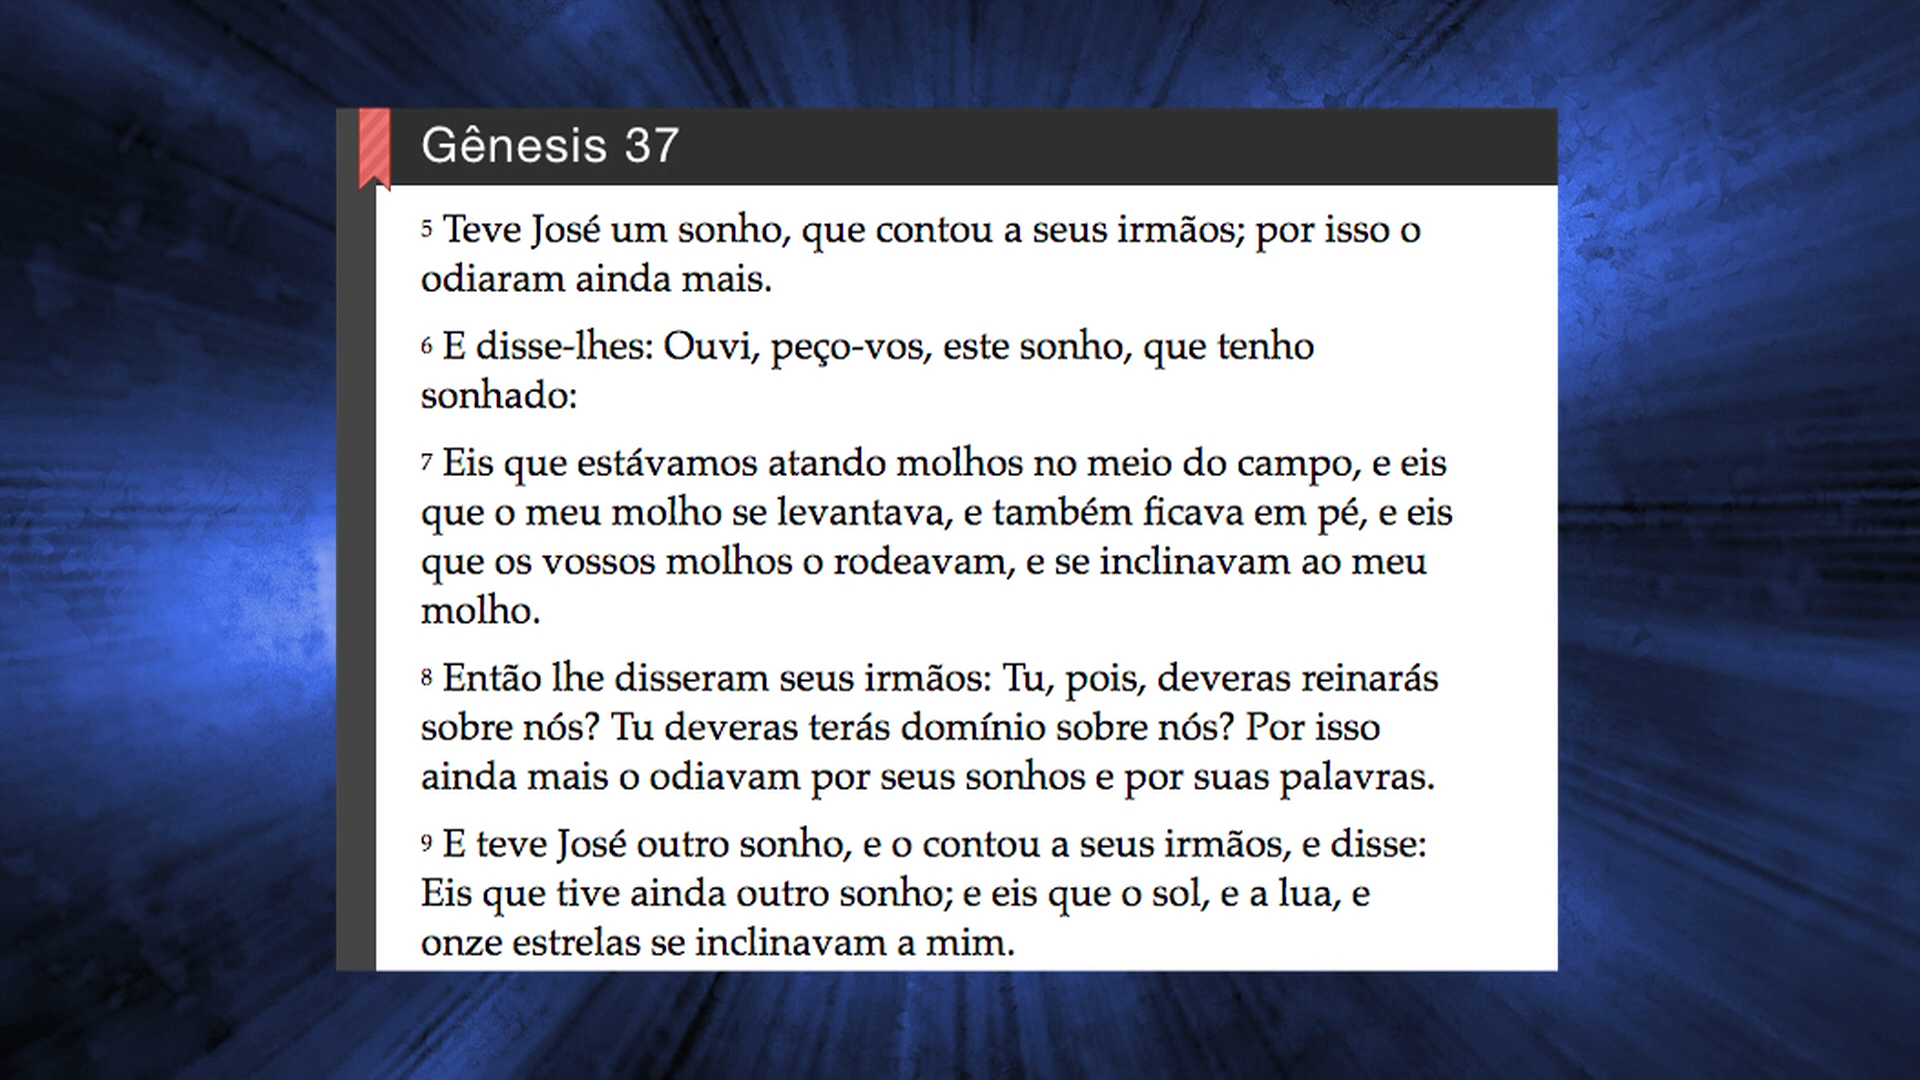 Gênesis 37
5 Teve José um sonho, que contou a seus irmãos; por isso o
odiaram ainda mais.
6 E disse-lhes: Ouvi, peço-vos, este sonho, que tenho
sonhado:
7 Eis que estávamos atando molhos no meio do campo, e eis
que o meu molho se levantava, e também ficava em pé, e eis
que os vossos molhos o rodeavam, e se inclinavam ao meu
molho.
8 Então lhe disseram seus irmãos: Tu, pois, deveras reinarás
sobre nós? Tu deveras terás domínio sobre nós? Por isso
ainda mais o odiavam por seus sonhos e por suas palavras.
9 E teve José outro sonho, e o contou a seus irmãos, e disse:
Eis que tive ainda outro sonho; e eis que o sol, e a lua, e
onze estrelas se inclinavam a mim.